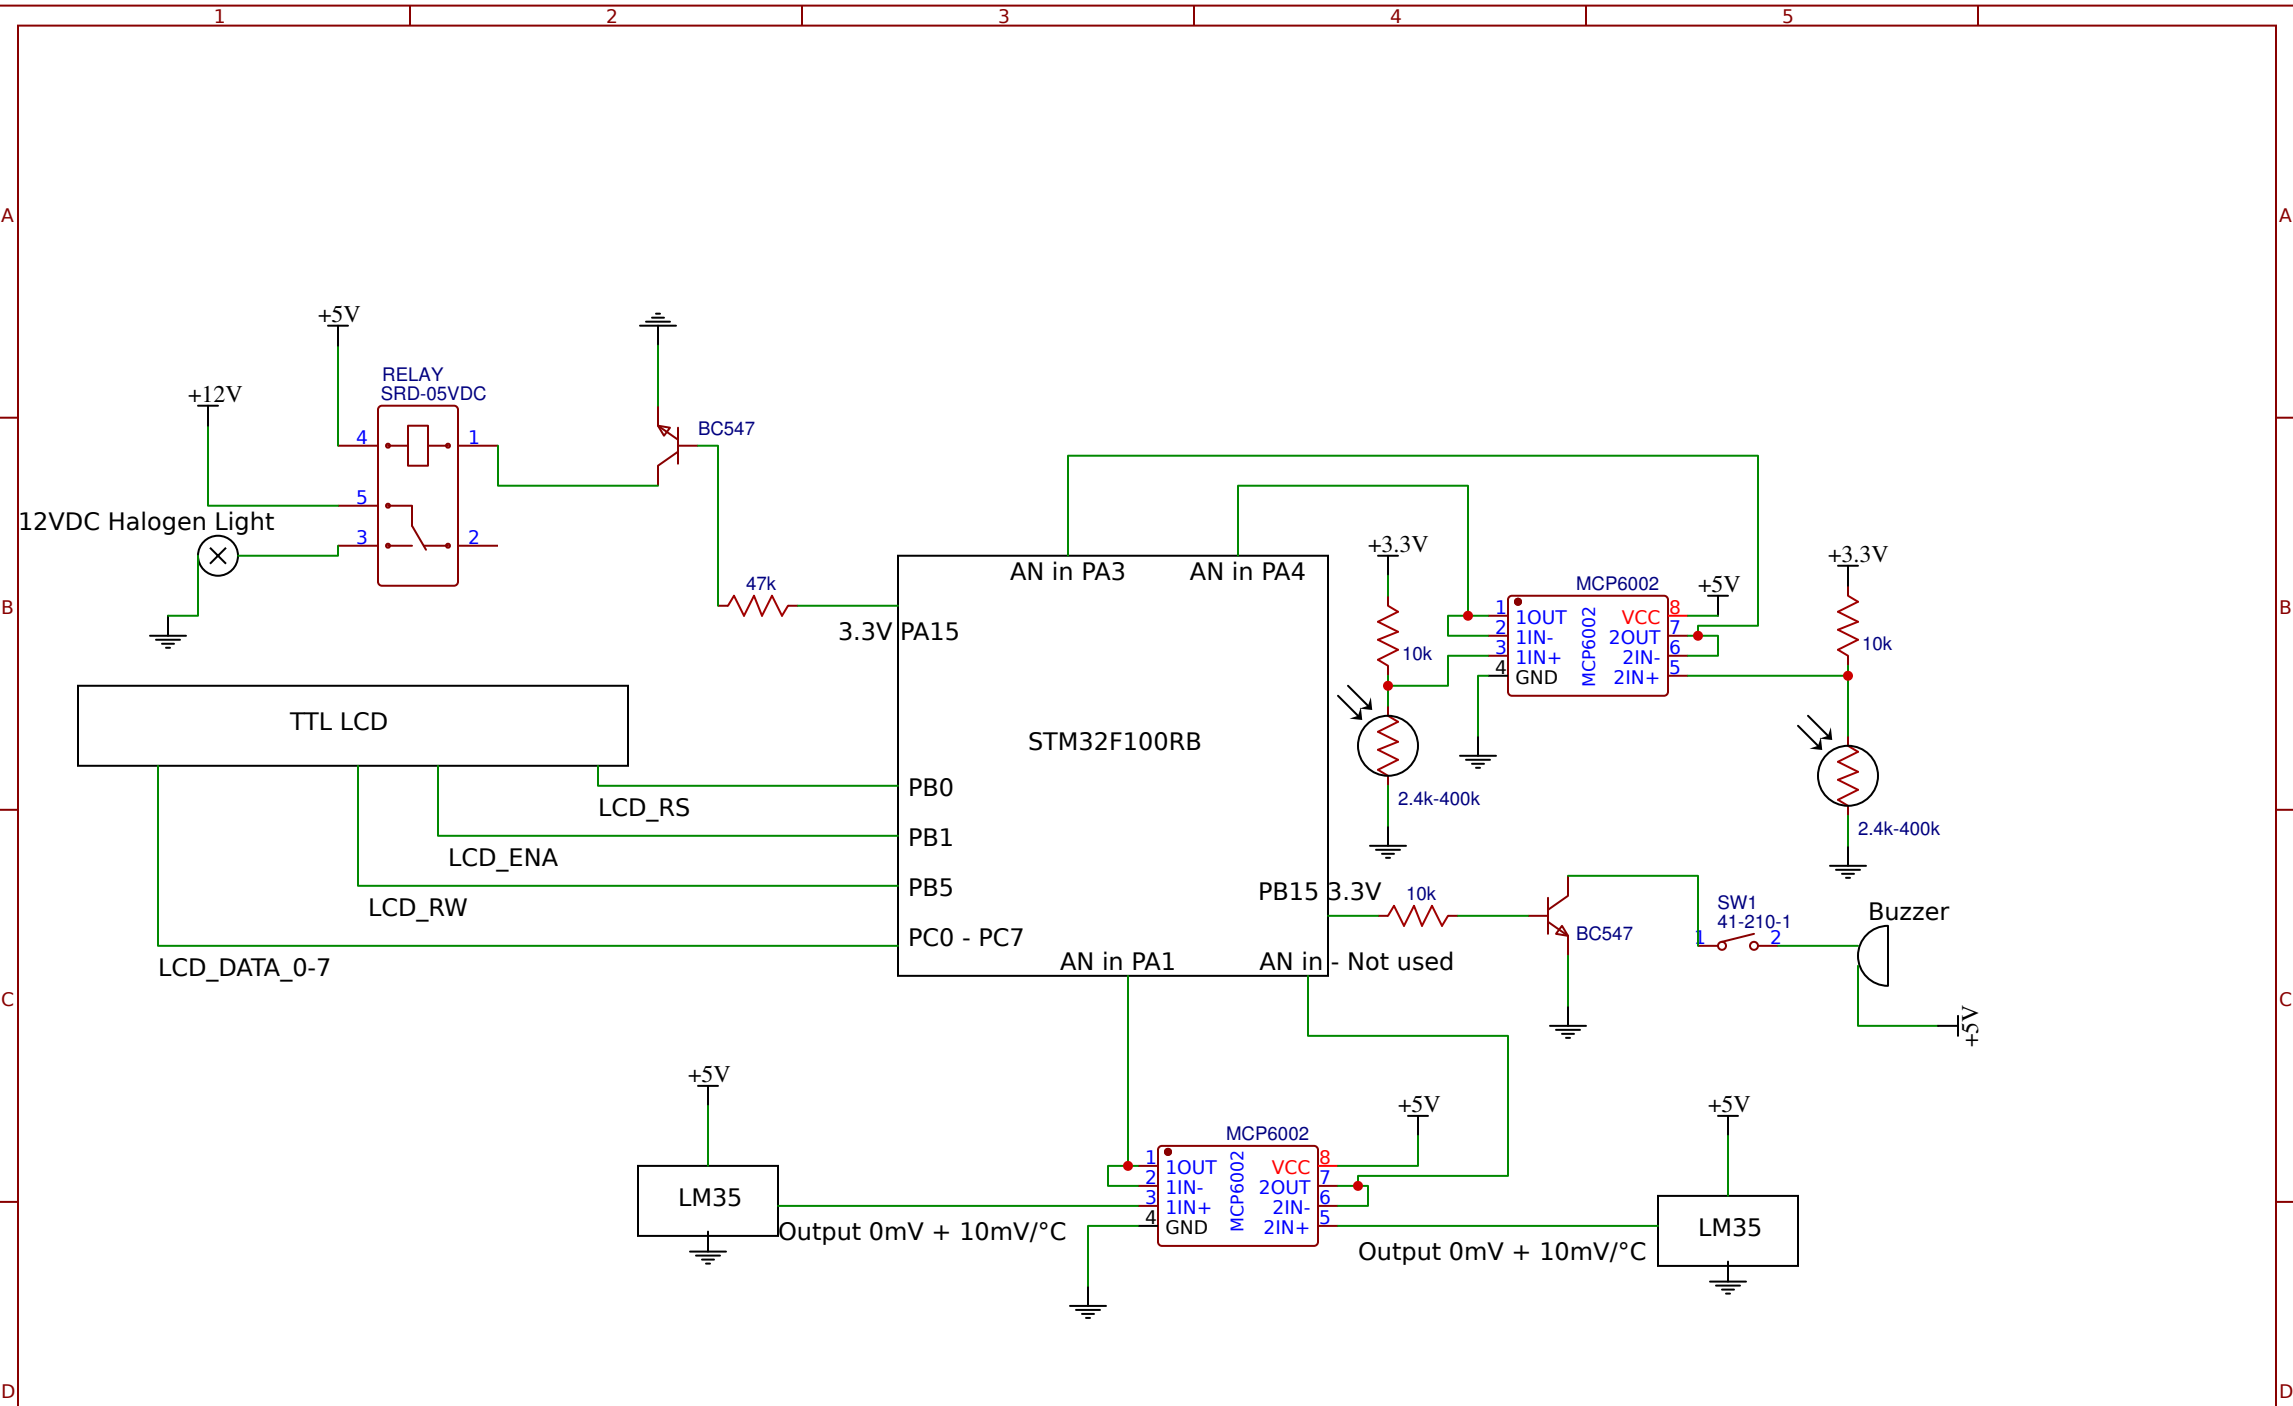 1 2 3 4 5
A A
+5V
RELAY
SRD-05VDC
+12V
4 1
5
3 2
12VDC Halogen Light
BC547
47k
3.3V PA15
AN in PA3 AN in PA4
+3.3V
10k
2.4k-400k
MCP6002
+5V
1 1OUT VCC 8
2 1IN- 2OUT 7
3 1IN+ 2IN- 6
4 GND 2IN+ 5
MCP6002
+3.3V
10k
2.4k-400k
B B
TTL LCD
STM32F100RB
PB0
LCD_RS
PB1
LCD_ENA
PB5
LCD_RW
PC0 - PC7
LCD_DATA_0-7
PB15 3.3V
10k
BC547
SW1
41-210-1
1 2
Buzzer
+5V
AN in PA1 AN in - Not used
C C
+5V
LM35
Output 0mV + 10mV/°C
MCP6002
+5V
1 1OUT VCC 8
2 1IN- 2OUT 7
3 1IN+ 2IN- 6
4 GND 2IN+ 5
MCP6002
+5V
LM35
Output 0mV + 10mV/°C
D D